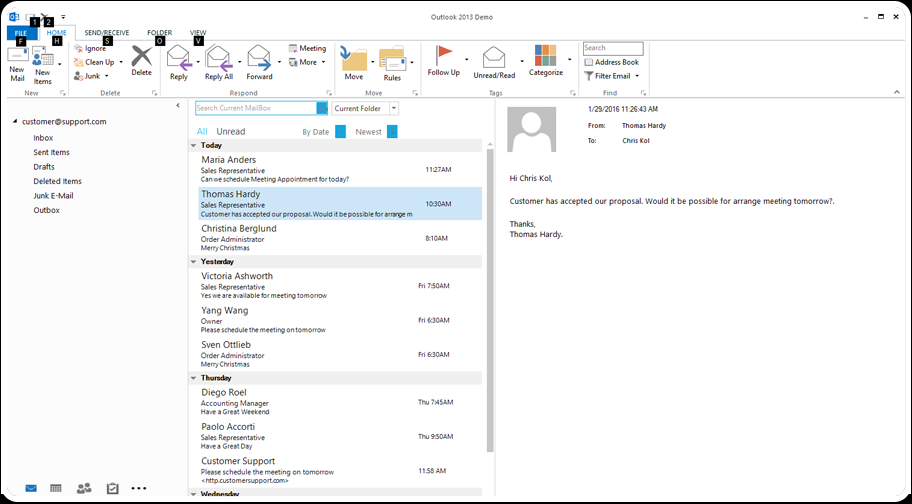 Outlook 2013 Demo
1 2
FILE HOME SEND/RECEIVE FOLDER VIEW
F H S O V
New Mail
New Items
Ignore
Clean Up
Junk
Delete
Reply
Reply All
Forward
Meeting
More
Move
Rules
Follow Up
Unread/Read
Categorize
Search
Address Book
Filter Email
New Delete Respond Move Tags Find
customer@support.com
Inbox
Sent Items
Drafts
Deleted Items
Junk E-Mail
Outbox
Search Current MailBox Current Folder
All Unread By Date Newest
Today
Maria Anders
Sales Representative 11:27AM
Can we schedule Meeting Appointment for today?
Thomas Hardy
Sales Representative 10:30AM
Customer has accepted our proposal. Would it be possible for arrange m
Christina Berglund
Order Administrator 8:10AM
Merry Christmas
Yesterday
Victoria Ashworth
Sales Representative Fri 7:50AM
Yes we are available for meeting tomorrow
Yang Wang
Owner Fri 6:30AM
Please schedule the meeting on tomorrow
Sven Ottlieb
Order Administrator Fri 6:30AM
Merry Christmas
Thursday
Diego Roel
Accounting Manager Thu 7:45AM
Have a Great Weekend
Paolo Accorti
Sales Representative Thu 9:50AM
Have a Great Day
Customer Support
Please schedule the meeting on tomorrow 11.58 AM
<http.customersupport.com>
Wednesday
1/29/2016 11:26:43 AM
From: Thomas Hardy
To: Chris Kol
Hi Chris Kol,
Customer has accepted our proposal. Would it be possible for arrange meeting tomorrow?.
Thanks,
Thomas Hardy.